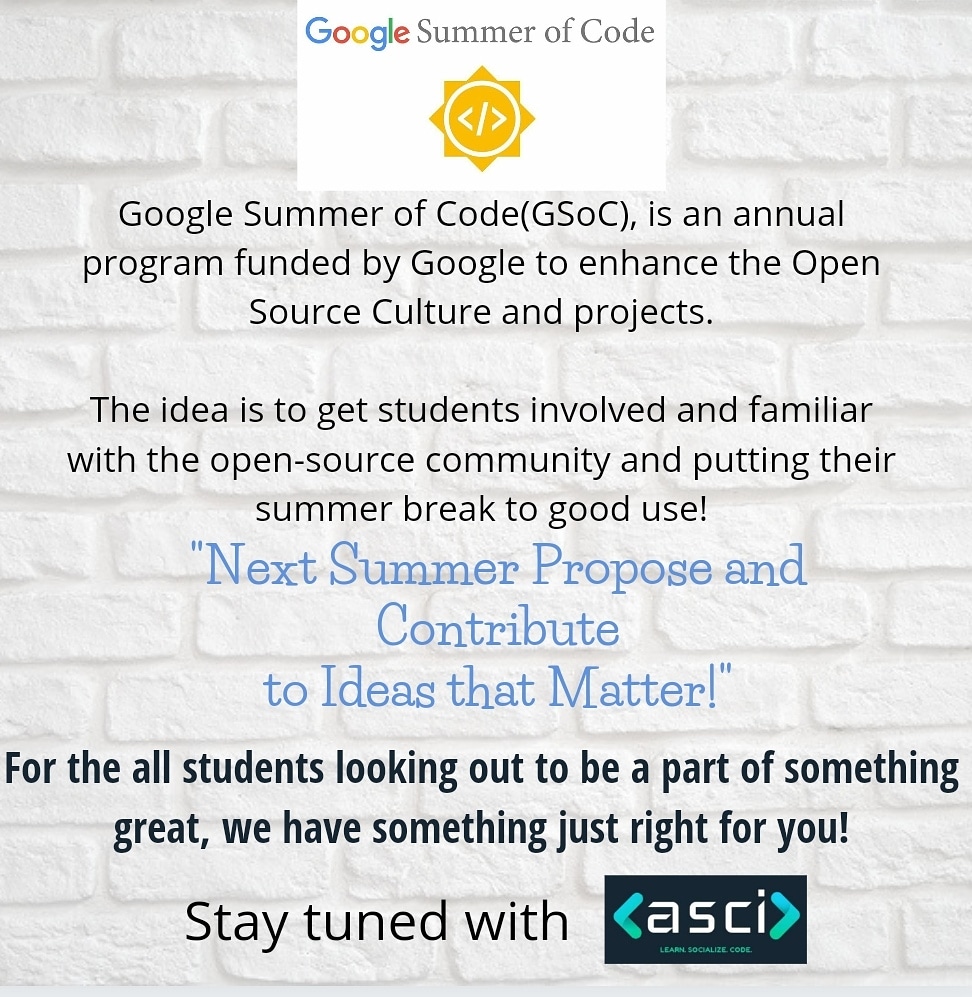 Google Summer of Code
</>
Google Summer of Code(GSoC), is an annual
program funded by Google to enhance the Open
Source Culture and projects.
The idea is to get students involved and familiar
with the open-source community and putting their
summer break to good use!
"Next Summer Propose and
Contribute
to Ideas that Matter!"
For the all students looking out to be a part of something
great, we have something just right for you!
Stay tuned with
<asci>
LEARN. SOCIALIZE. CODE.